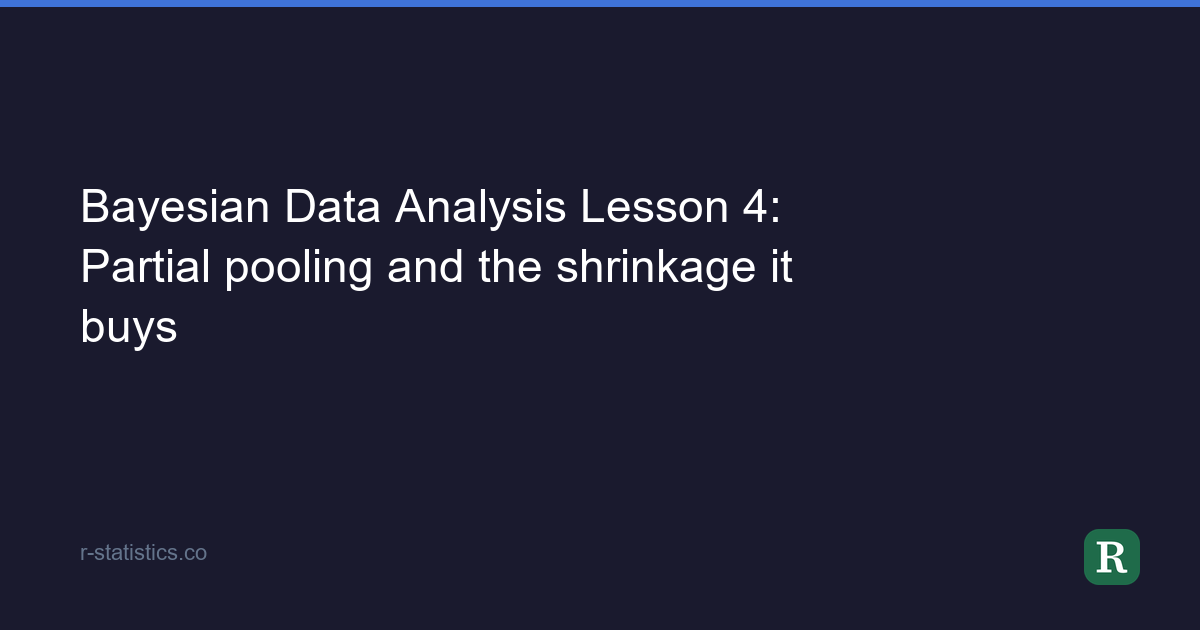 Bayesian Data Analysis Lesson 4:
Partial pooling and the shrinkage it
buys
r-statistics.co
R